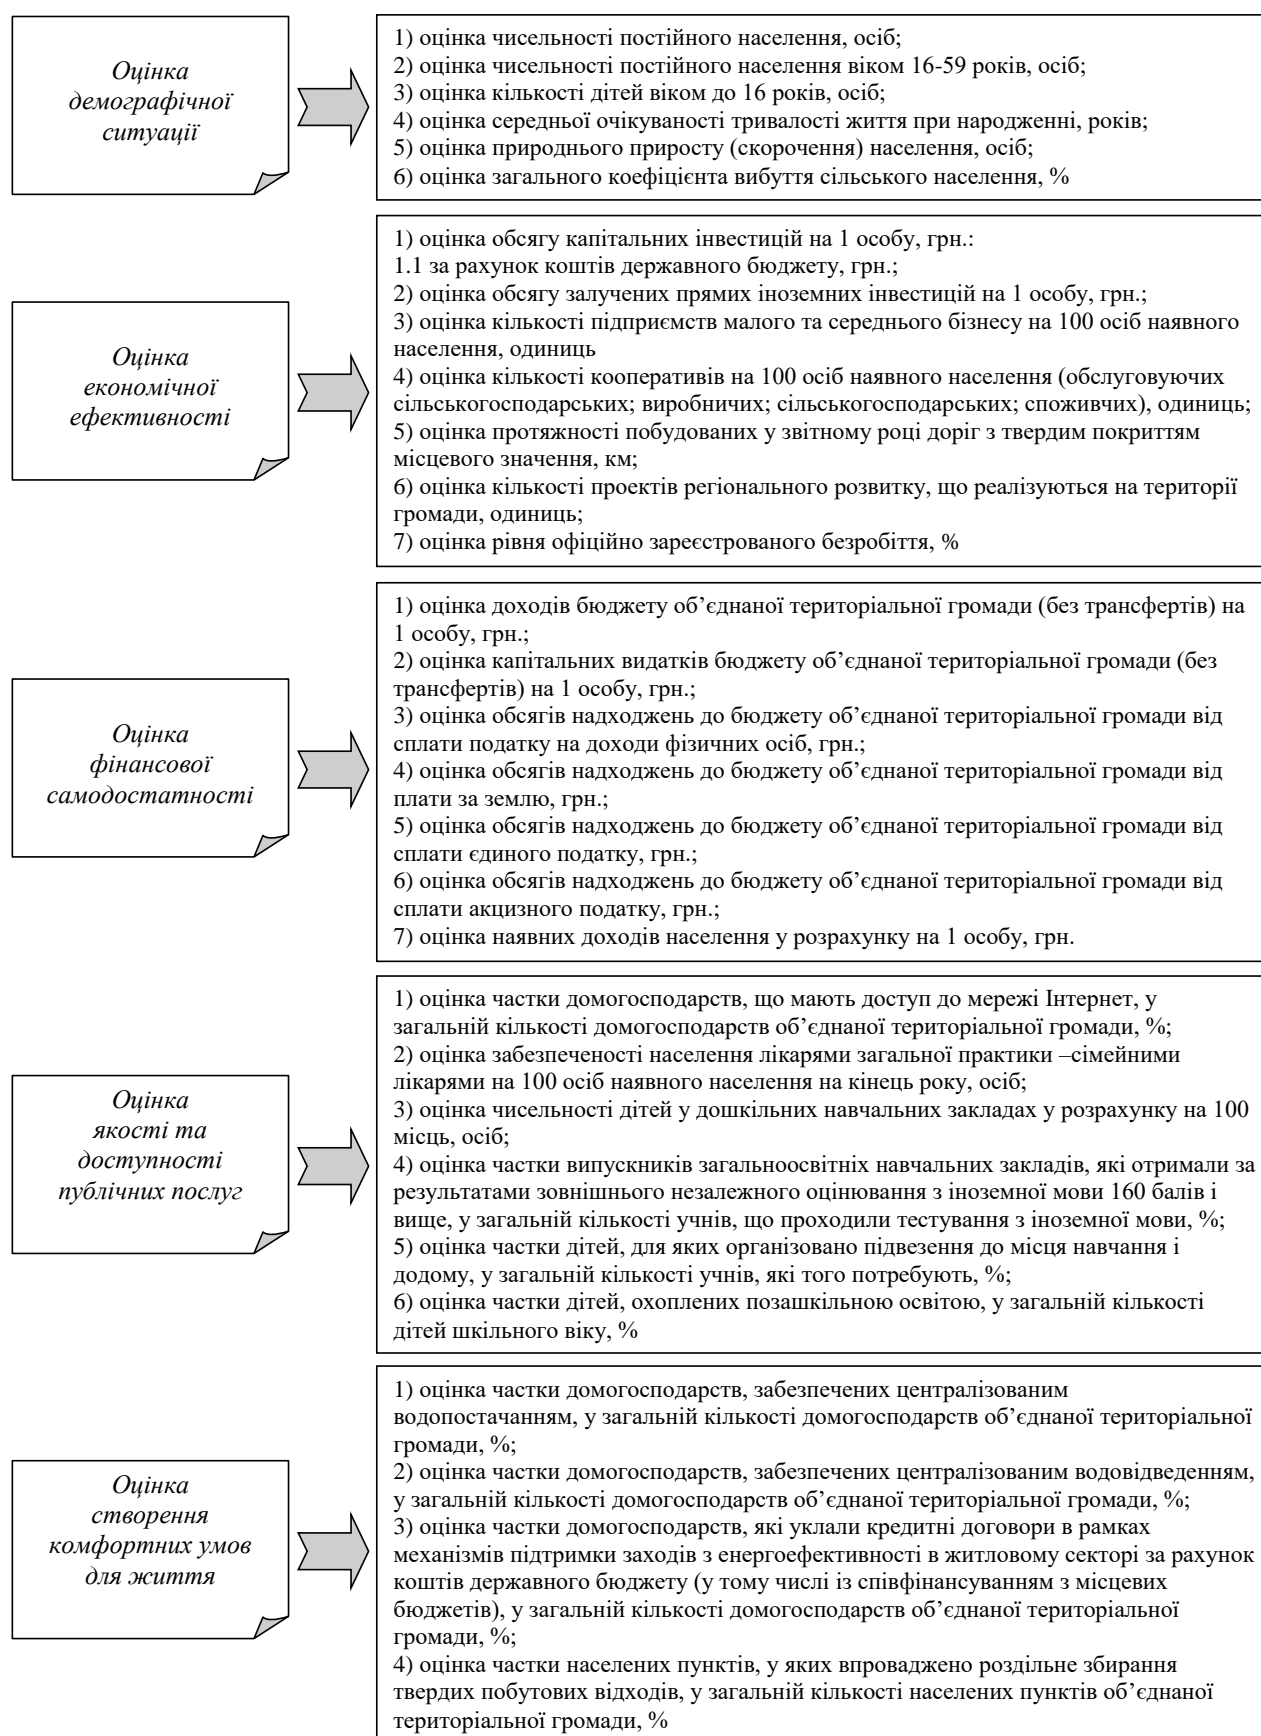 Оцінка
демографічної
ситуації
1) оцінка чисельності постійного населення, осіб;
2) оцінка чисельності постійного населення віком 16-59 років, осіб;
3) оцінка кількості дітей віком до 16 років, осіб;
4) оцінка середньої очікуваності тривалості життя при народженні, років;
5) оцінка природнього приросту (скорочення) населення, осіб;
6) оцінка загального коефіцієнта вибуття сільського населення, %
Оцінка
економічної
ефективності
1) оцінка обсягу капітальних інвестицій на 1 особу, грн.:
1.1 за рахунок коштів державного бюджету, грн.;
2) оцінка обсягу залучених прямих іноземних інвестицій на 1 особу, грн.;
3) оцінка кількості підприємств малого та середнього бізнесу на 100 осіб наявного
населення, одиниць
4) оцінка кількості кооперативів на 100 осіб наявного населення (обслуговуючих
сільськогосподарських; виробничих; сільськогосподарських; споживчих), одиниць;
5) оцінка протяжності побудованих у звітному році доріг з твердим покриттям
місцевого значення, км;
6) оцінка кількості проектів регіонального розвитку, що реалізуються на території
громади, одиниць;
7) оцінка рівня офіційно зареєстрованого безробіття, %
Оцінка
фінансової
самодостатності
1) оцінка доходів бюджету об’єднаної територіальної громади (без трансфертів) на
1 особу, грн.;
2) оцінка капітальних видатків бюджету об’єднаної територіальної громади (без
трансфертів) на 1 особу, грн.;
3) оцінка обсягів надходжень до бюджету об’єднаної територіальної громади від
сплати податку на доходи фізичних осіб, грн.;
4) оцінка обсягів надходжень до бюджету об’єднаної територіальної громади від
плати за землю, грн.;
5) оцінка обсягів надходжень до бюджету об’єднаної територіальної громади від
сплати єдиного податку, грн.;
6) оцінка обсягів надходжень до бюджету об’єднаної територіальної громади від
сплати акцизного податку, грн.;
7) оцінка наявних доходів населення у розрахунку на 1 особу, грн.
Оцінка
якості та
доступності
публічних послуг
1) оцінка частки домогосподарств, що мають доступ до мережі Інтернет, у
загальній кількості домогосподарств об’єднаної територіальної громади, %;
2) оцінка забезпеченості населення лікарями загальної практики –сімейними
лікарями на 100 осіб наявного населення на кінець року, осіб;
3) оцінка чисельності дітей у дошкільних навчальних закладах у розрахунку на 100
місць, осіб;
4) оцінка частки випускників загальноосвітніх навчальних закладів, які отримали за
результатами зовнішнього незалежного оцінювання з іноземної мови 160 балів і
вище, у загальній кількості учнів, що проходили тестування з іноземної мови, %;
5) оцінка частки дітей, для яких організовано підвезення до місця навчання і
додому, у загальній кількості учнів, які того потребують, %;
6) оцінка частки дітей, охоплених позашкільною освітою, у загальній кількості
дітей шкільного віку, %
Оцінка
створення
комфортних умов
для життя
1) оцінка частки домогосподарств, забезпечених централізованим
водопостачанням, у загальній кількості домогосподарств об’єднаної територіальної
громади, %;
2) оцінка частки домогосподарств, забезпечених централізованим водовідведенням,
у загальній кількості домогосподарств об’єднаної територіальної громади, %;
3) оцінка частки домогосподарств, які уклали кредитні договори в рамках
механізмів підтримки заходів з енергоефективності в житловому секторі за рахунок
коштів державного бюджету (у тому числі із співфінансуванням з місцевих
бюджетів), у загальній кількості домогосподарств об’єднаної територіальної
громади, %;
4) оцінка частки населених пунктів, у яких впроваджено роздільне збирання
твердих побутових відходів, у загальній кількості населених пунктів об’єднаної
територіальної громади, %